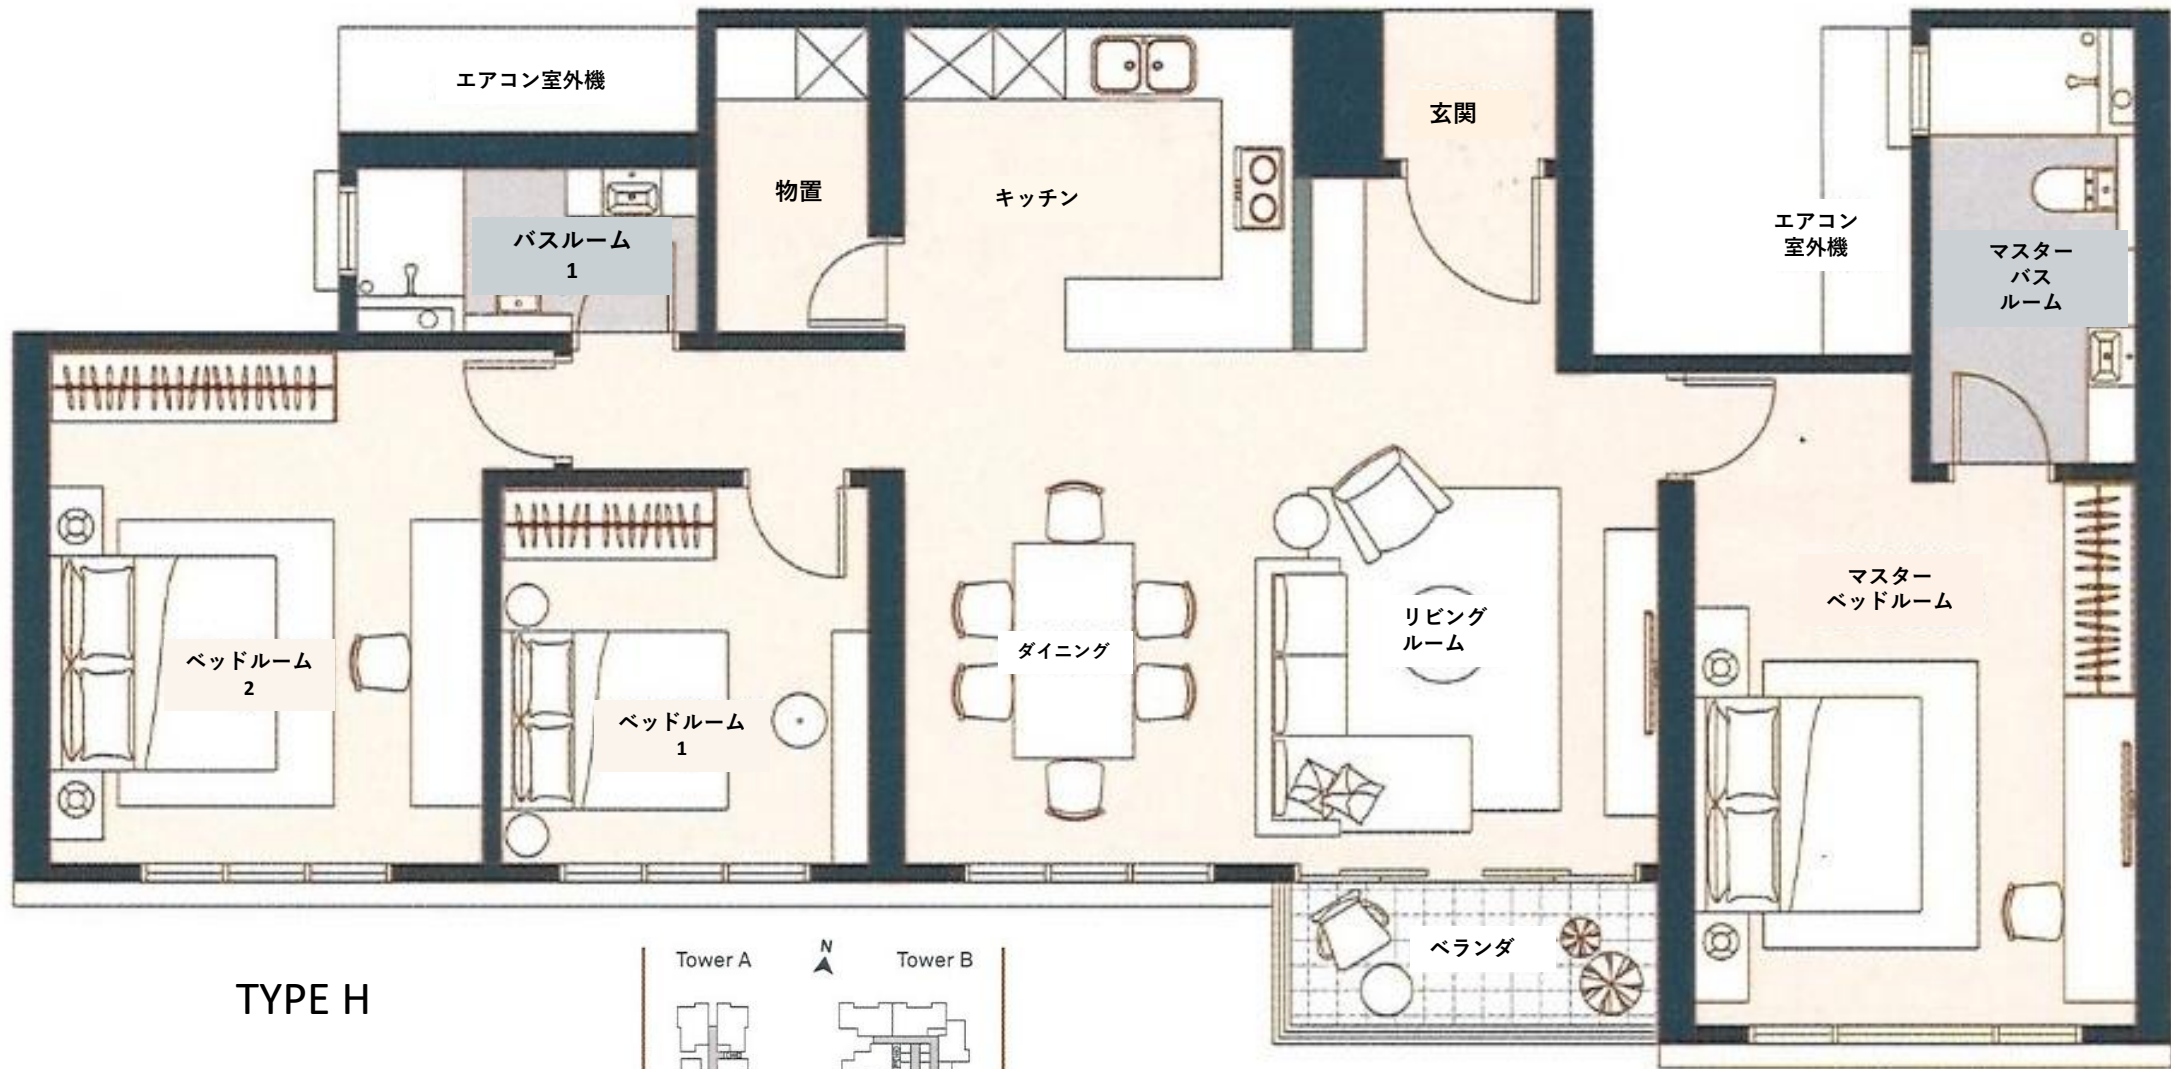 エアコン室外機
玄関
物置
キッチン
バスルーム
1
エアコン
室外機
マスター
バス
ルーム
マスター
ベッドルーム
リビング
ルーム
ダイニング
ベッドルーム
2
ベッドルーム
1
ベランダ
TYPE H
Tower A
N
Tower B